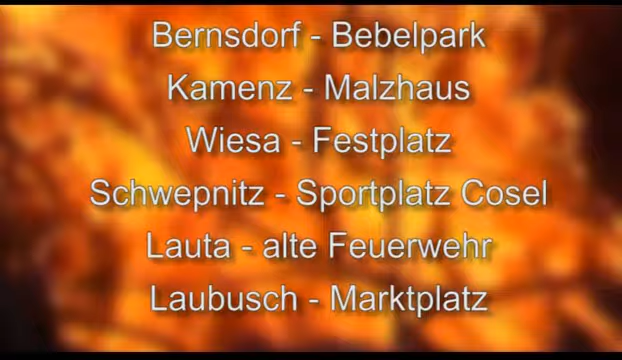 Bernsdorf - Bebelpark
Kamenz - Malzhaus
Wiesa - Festplatz
Schwepnitz - Sportplatz Cosel
Lauta - alte Feuerwehr
Laubusch - Marktplatz